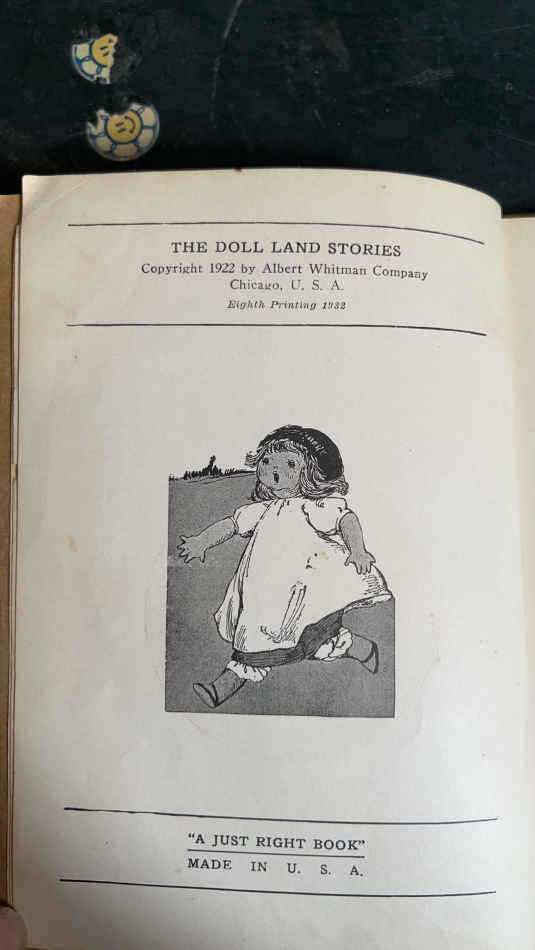 THE DOLL LAND STORIES
Copyright 1922 by Albert Whitman Company
Chicago, U. S. A.
Eighth Printing 1932
"A JUST RIGHT BOOK"
MADE IN U. S. A.